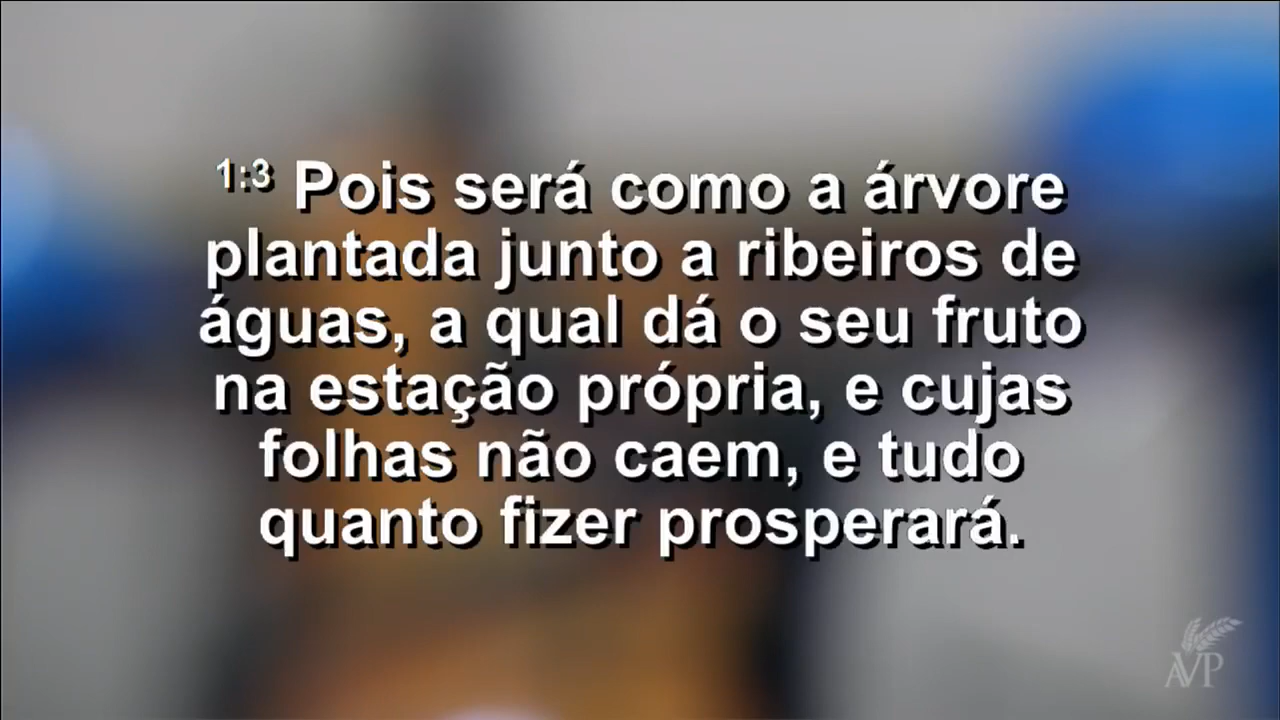 1:3 Pois será como a árvore
plantada junto a ribeiros de
águas, a qual dá o seu fruto
na estação própria, e cujas
folhas não caem, e tudo
quanto fizer prosperará.
AVP